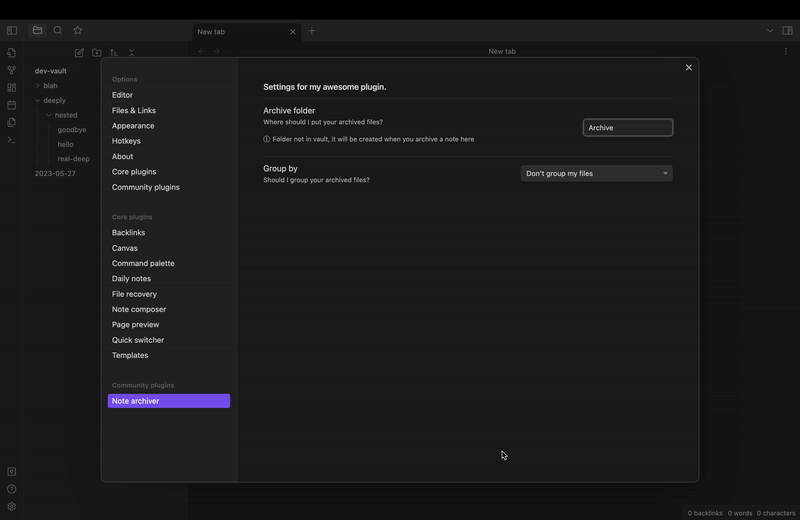 New tab
New tab
dev-vault
blah
deeply
nested
goodbye
hello
real-deep
2023-05-27
Options
Editor
Files & Links
Appearance
Hotkeys
About
Core plugins
Community plugins
Core plugins
Backlinks
Canvas
Command palette
Daily notes
File recovery
Note composer
Page preview
Quick switcher
Templates
Community plugins
Note archiver
Settings for my awesome plugin.
Archive folder
Where should I put your archived files?
Folder not in vault, it will be created when you archive a note here
Archive
Group by
Should I group your archived files?
Don't group my files
0 backlinks 0 words 0 characters